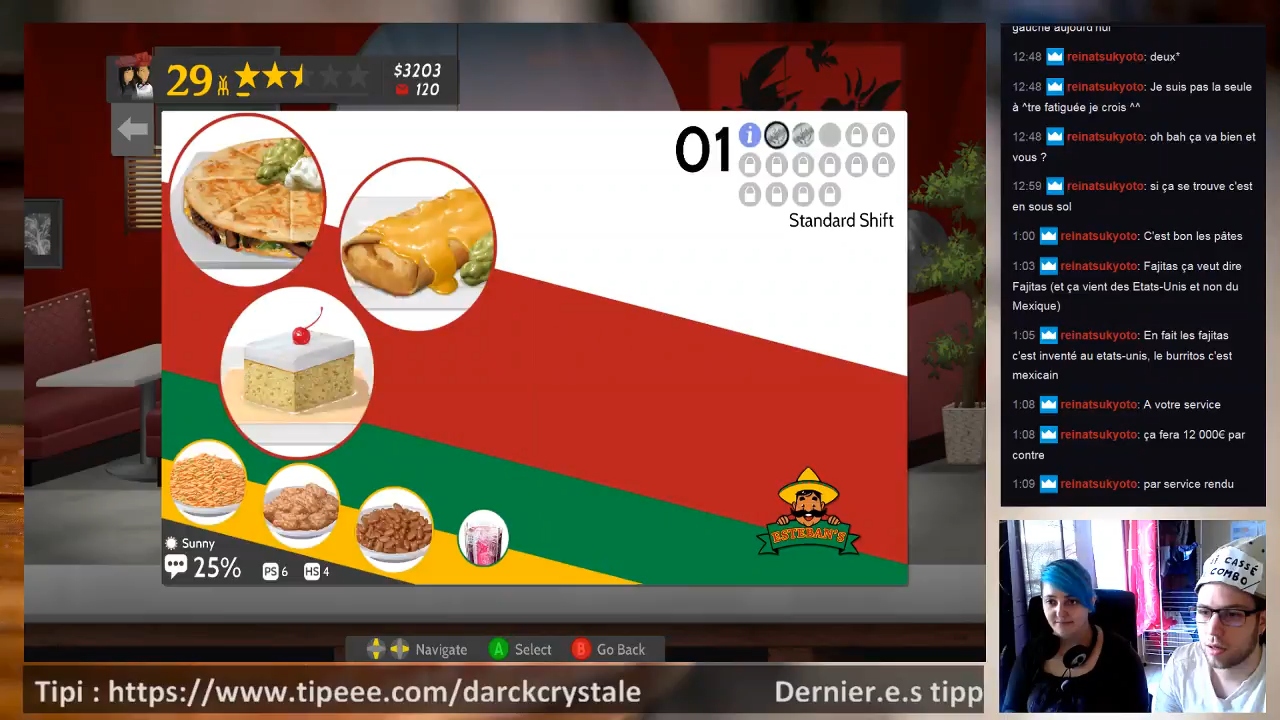 29
$3203
120
01
Standard Shift
ESTEBAN'S
Sunny
25%
PS 6
HS 4
Navigate
A Select
B Go Back
Tipi : https://www.tipeee.com/darckcrystale
Dernier.e.s tipp
gauche aujourd'hui
12:48 reinatsukyoto: deux*
12:48 reinatsukyoto: Je suis pas la seule
à ^tre fatiguée je crois ^^
12:48 reinatsukyoto: oh bah ça va bien et
vous ?
12:59 reinatsukyoto: si ça se trouve c'est
en sous sol
1:00 reinatsukyoto: C'est bon les pâtes
1:03 reinatsukyoto: Fajitas ça veut dire
Fajitas (et ça vient des Etats-Unis et non du
Mexique)
1:05 reinatsukyoto: En fait les fajitas
c'est inventé au etats-unis, le burritos c'est
mexicain
1:08 reinatsukyoto: A votre service
1:08 reinatsukyoto: ça fera 12 000€ par
contre
1:09 reinatsukyoto: par service rendu
CASSÉ
COMBO